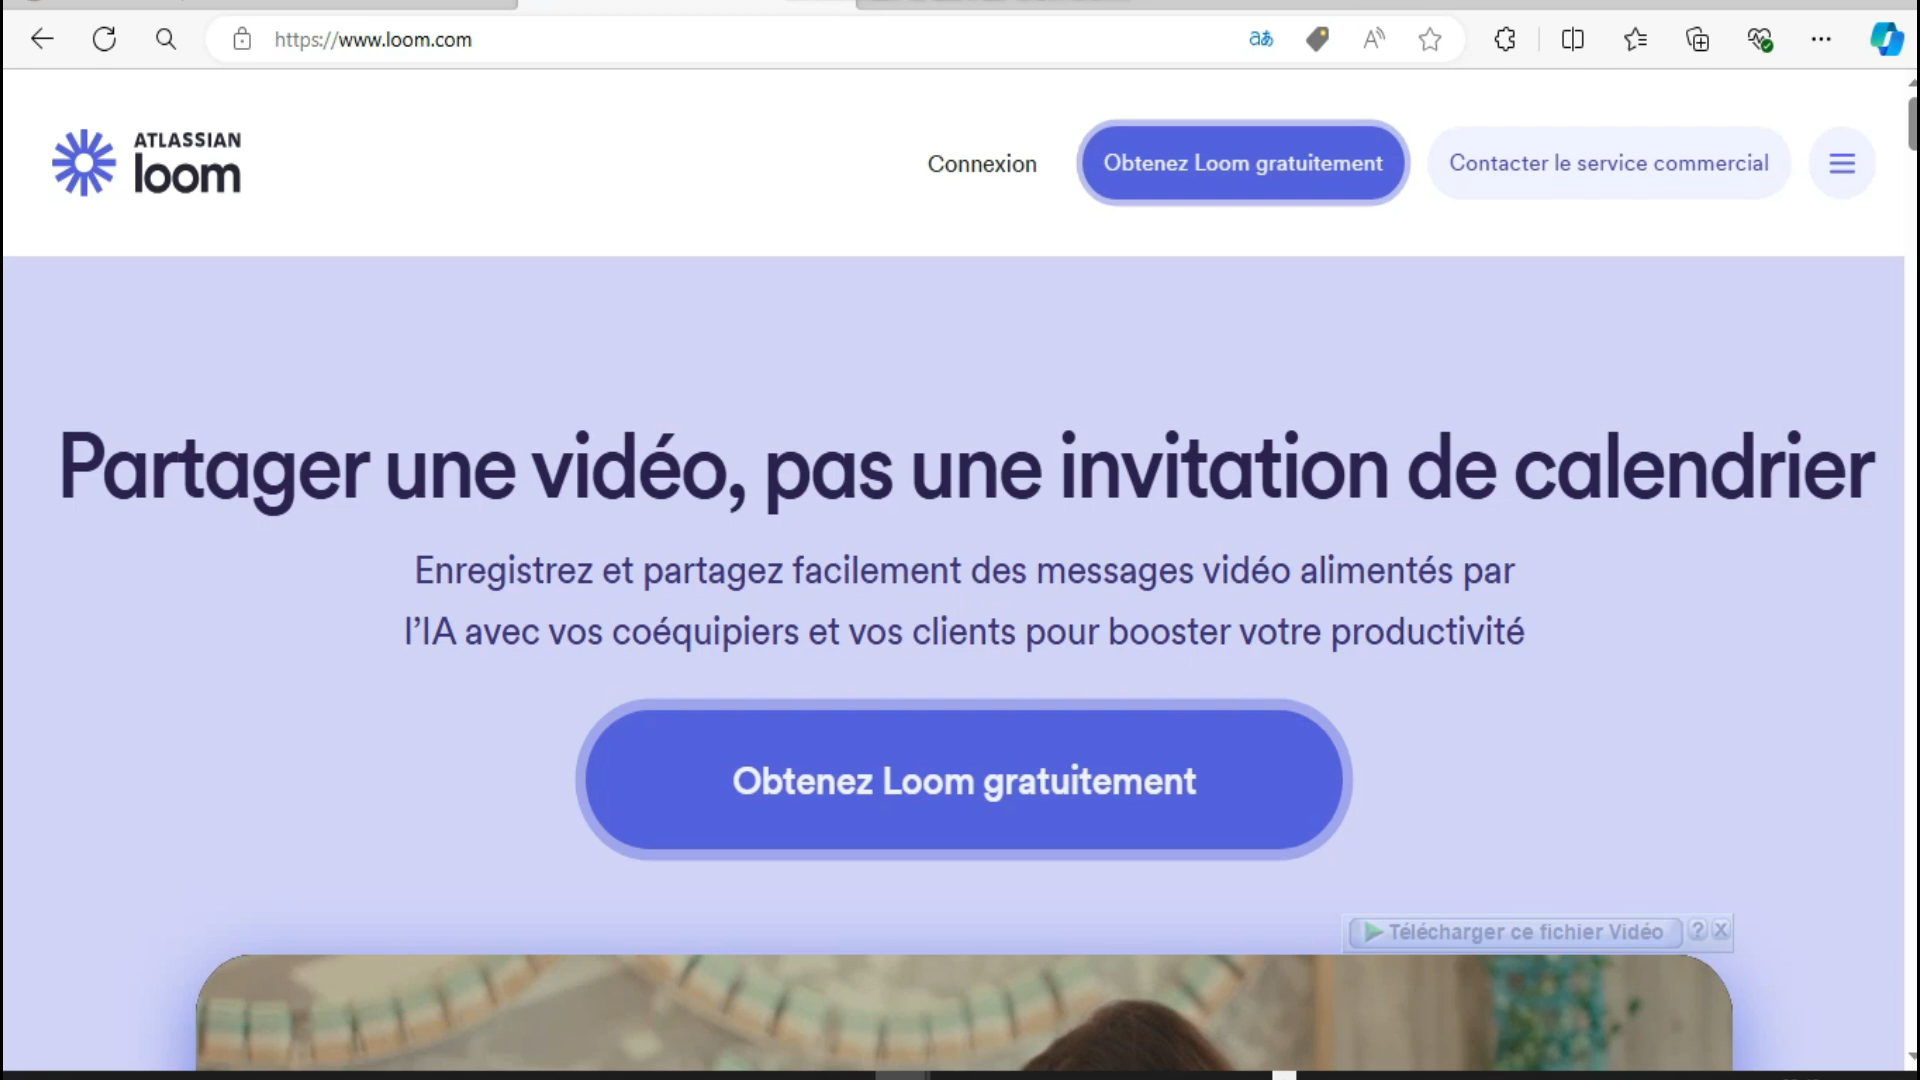 https://www.loom.com
ATLASSIAN
loom
Connexion
Obtenez Loom gratuitement
Contacter le service commercial
Partager une vidéo, pas une invitation de calendrier
Enregistrez et partagez facilement des messages vidéo alimentés par
l’IA avec vos coéquipiers et vos clients pour booster votre productivité
Obtenez Loom gratuitement
Télécharger ce fichier Vidéo ? X